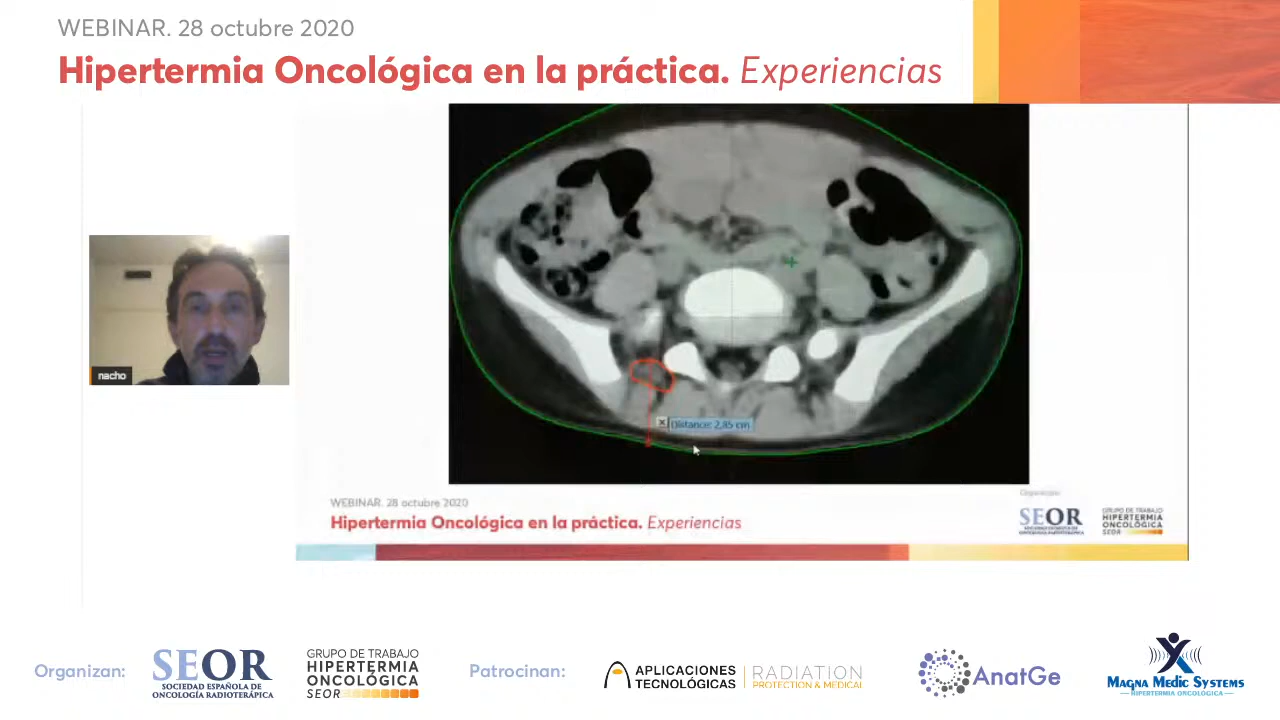 WEBINAR. 28 octubre 2020
Hipertermia Oncológica en la práctica. Experiencias
nacho
Distance: 2,85 cm
WEBINAR. 28 octubre 2020
Hipertermia Oncológica en la práctica. Experiencias
SEOR
GRUPO DE TRABAJO
HIPERTERMIA
ONCOLÓGICA
SEOR
Organizan:
SEOR
SOCIEDAD ESPAÑOLA DE
ONCOLOGÍA RADIOTERÁPICA
GRUPO DE TRABAJO
HIPERTERMIA
ONCOLÓGICA
SEOR
Patrocinan:
APLICACIONES
TECNOLÓGICAS
RADIATION
PROTECTION & MEDICAL
AnatGe
MAGNA MEDIC SYSTEMS
HIPERTERMIA ONCOLÓGICA